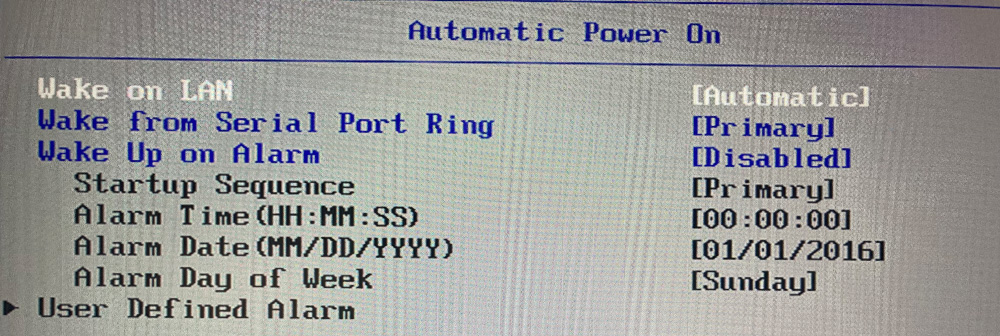 Automatic Power On
Wake on LAN [Automatic]
Wake from Serial Port Ring [Primary]
Wake Up on Alarm [Disabled]
Startup Sequence [Primary]
Alarm Time(HH:MM:SS) [00:00:00]
Alarm Date(MM/DD/YYYY) [01/01/2016]
Alarm Day of Week [Sunday]
User Defined Alarm